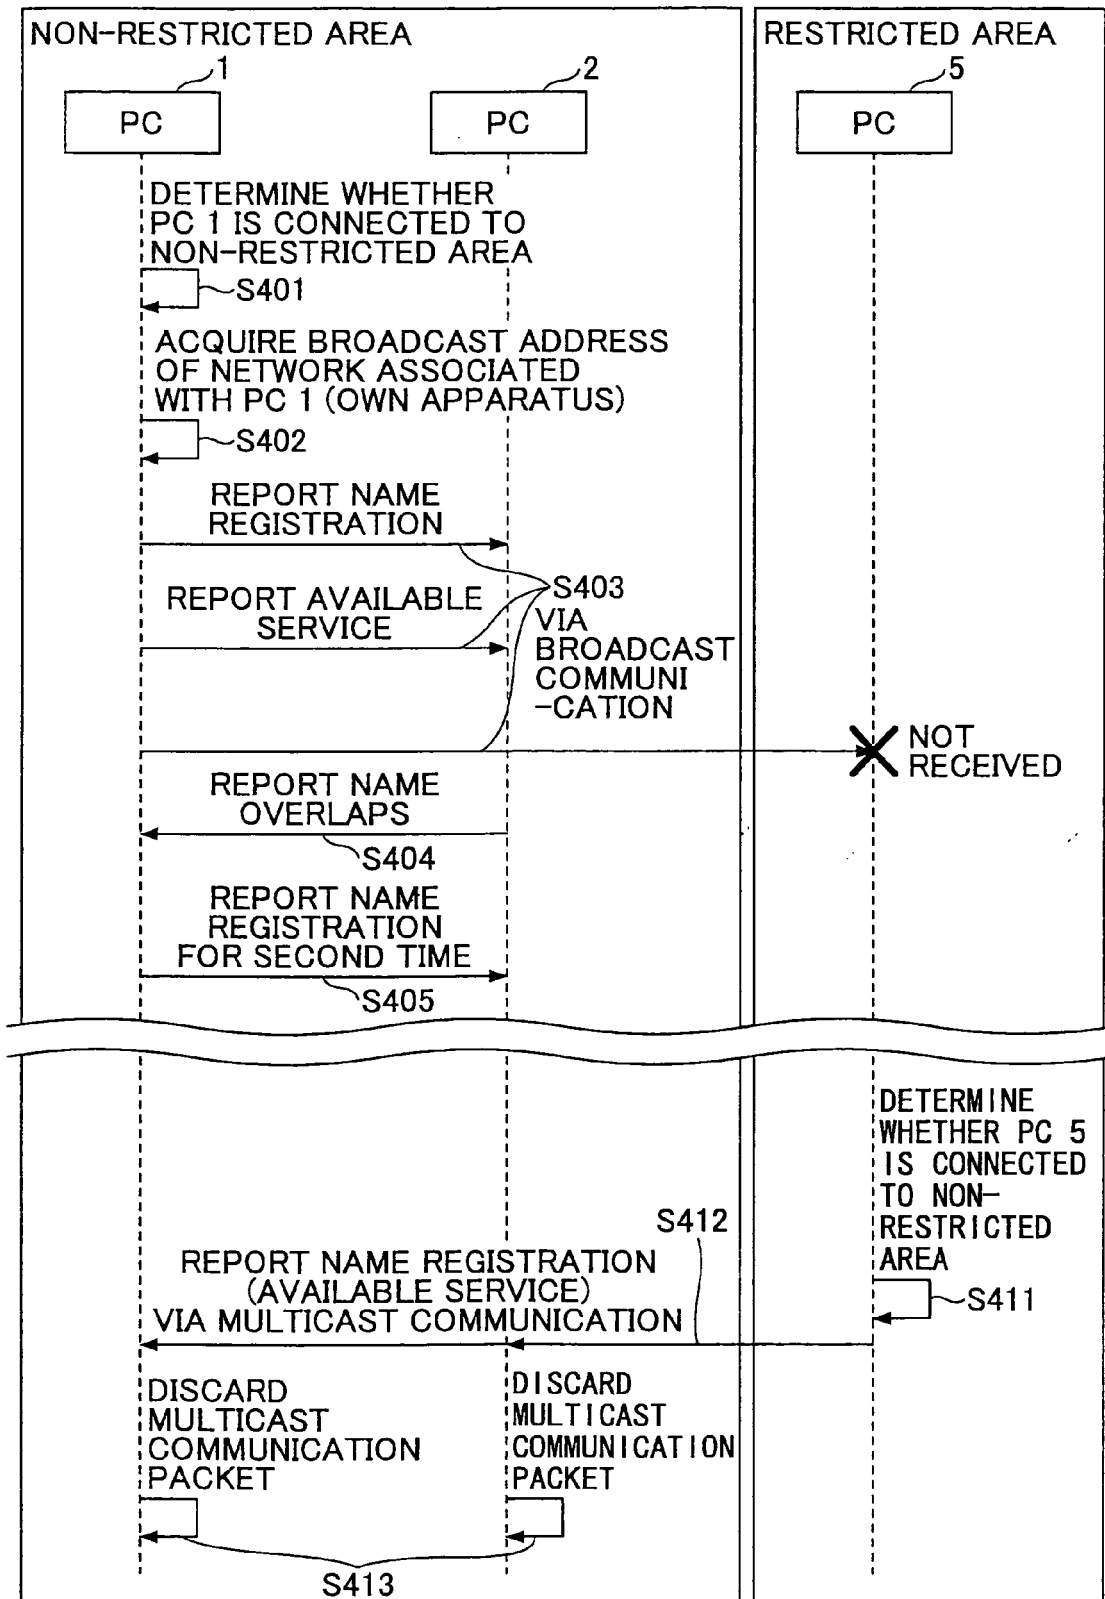 NON-RESTRICTED AREA
RESTRICTED AREA
1
2
5
PC
PC
PC
DETERMINE WHETHER
PC 1 IS CONNECTED TO
NON-RESTRICTED AREA
S401
ACQUIRE BROADCAST ADDRESS
OF NETWORK ASSOCIATED
WITH PC 1 (OWN APPARATUS)
S402
REPORT NAME
REGISTRATION
S403
VIA
BROADCAST
COMMUNI
-CATION
REPORT AVAILABLE
SERVICE
NOT
RECEIVED
REPORT NAME
OVERLAPS
S404
REPORT NAME
REGISTRATION
FOR SECOND TIME
S405
DETERMINE
WHETHER PC 5
IS CONNECTED
TO NON-
RESTRICTED
AREA
S411
S412
REPORT NAME REGISTRATION
(AVAILABLE SERVICE)
VIA MULTICAST COMMUNICATION
DISCARD
MULTICAST
COMMUNICATION
PACKET
DISCARD
MULTICAST
COMMUNICATION
PACKET
S413